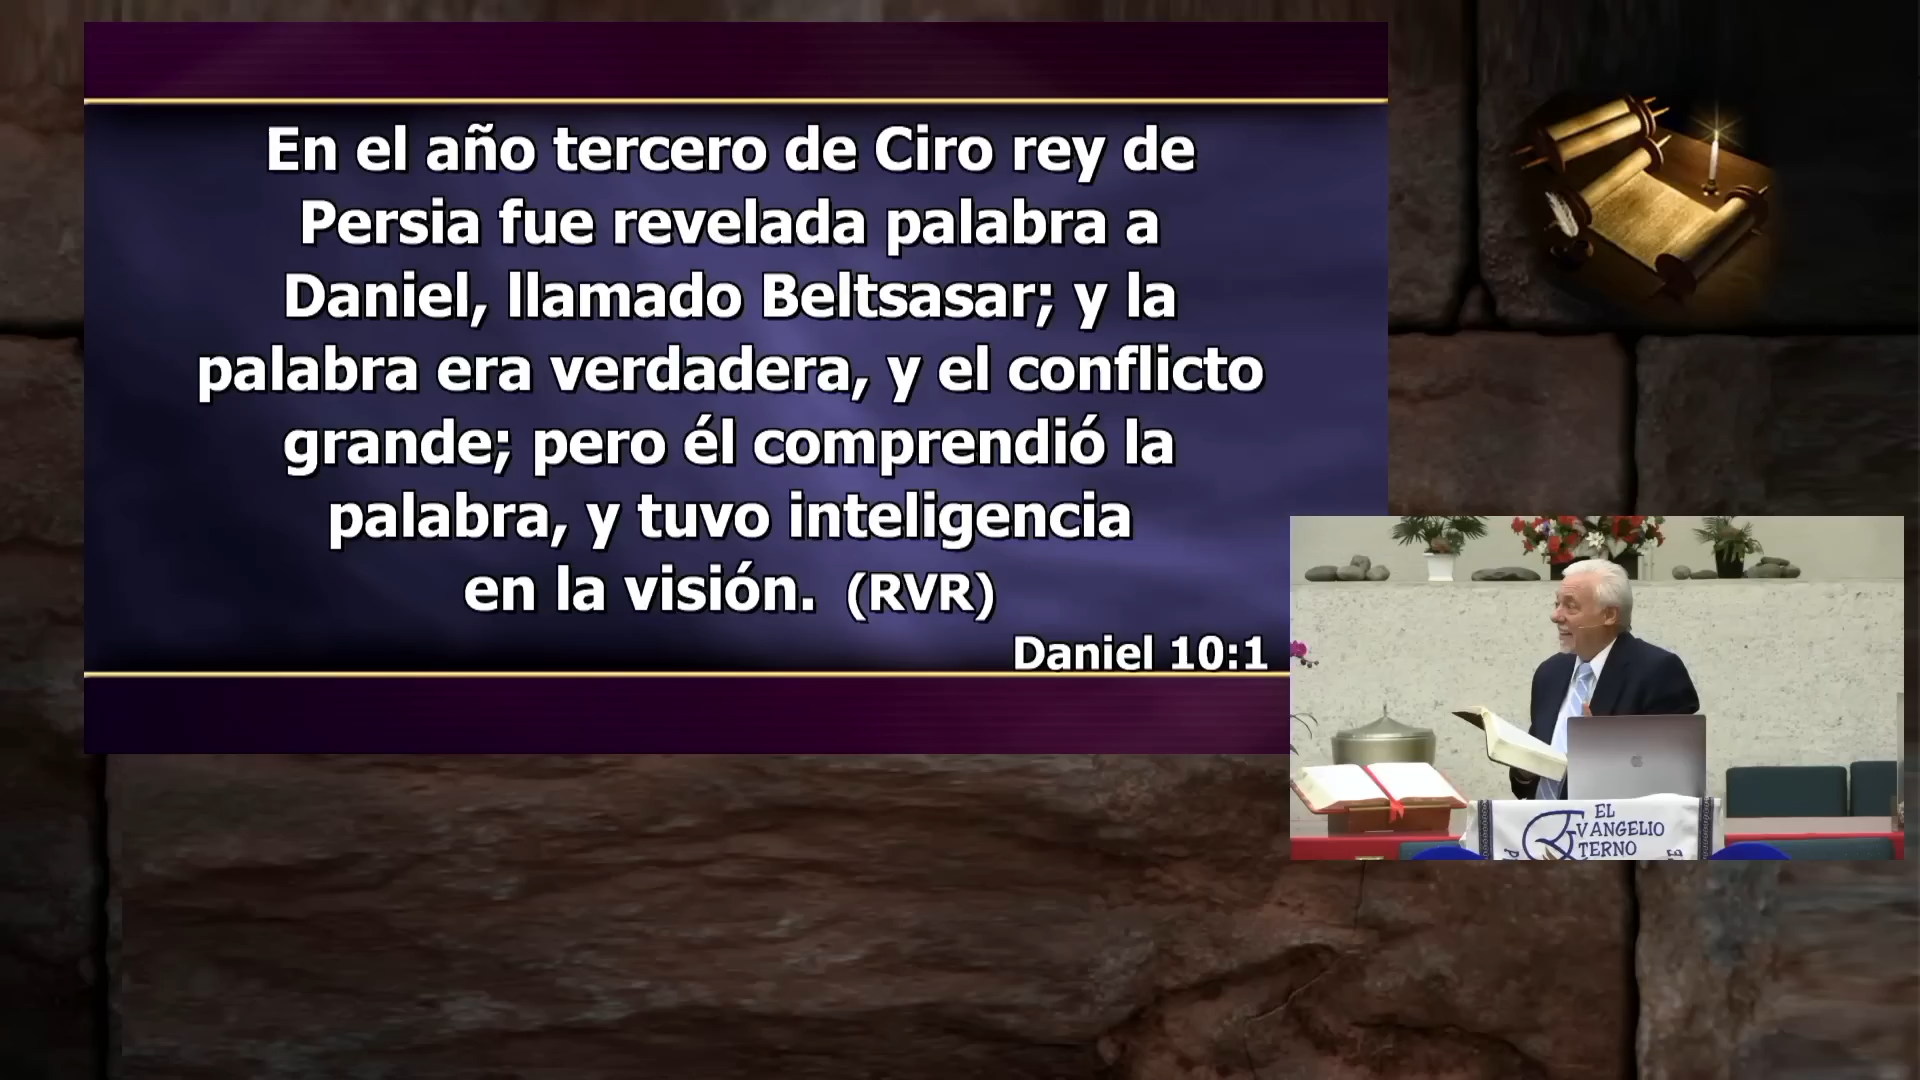 En el año tercero de Ciro rey de
Persia fue revelada palabra a
Daniel, llamado Beltsasar; y la
palabra era verdadera, y el conflicto
grande; pero él comprendió la
palabra, y tuvo inteligencia
en la visión. (RVR)
Daniel 10:1
EL
VANGELIO
TERNO